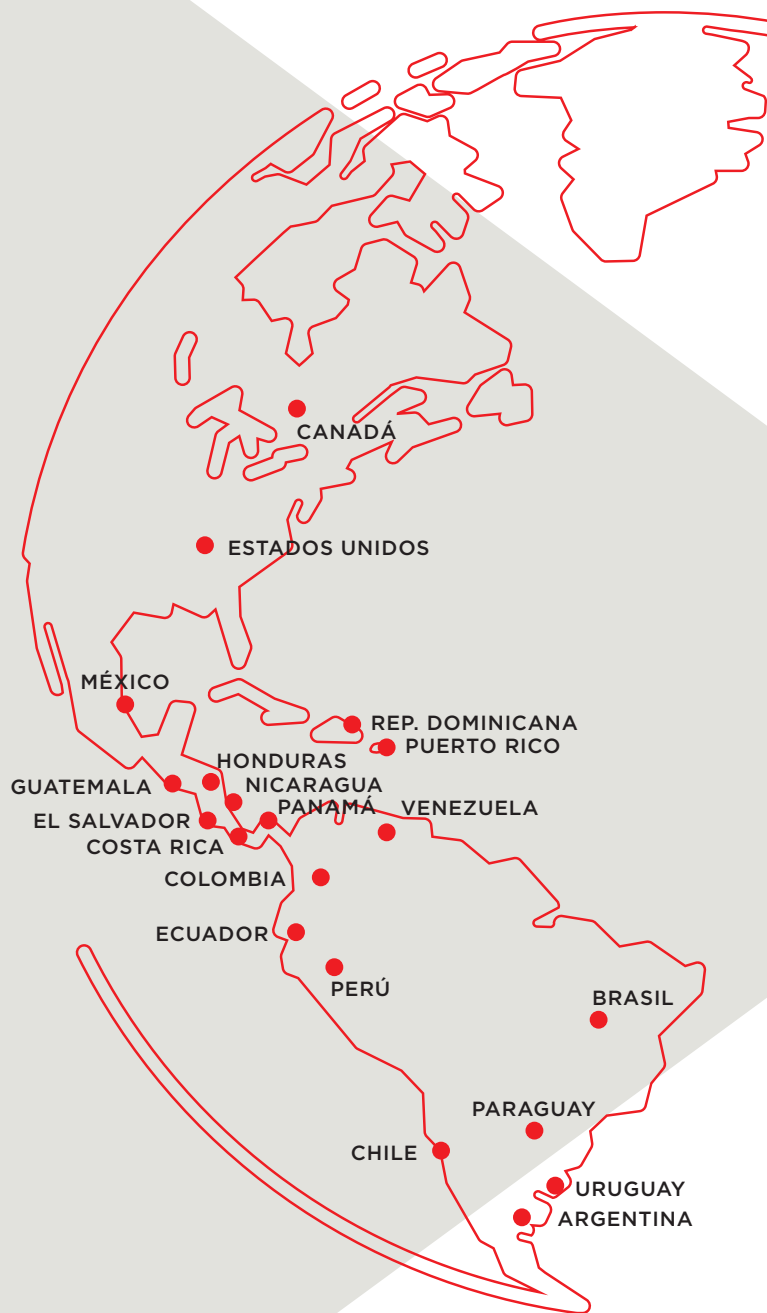 CANADÁ
ESTADOS UNIDOS
MÉXICO
REP. DOMINICANA
PUERTO RICO
HONDURAS
GUATEMALA
NICARAGUA
PANAMÁ
VENEZUELA
EL SALVADOR
COSTA RICA
COLOMBIA
ECUADOR
PERÚ
BRASIL
PARAGUAY
CHILE
URUGUAY
ARGENTINA